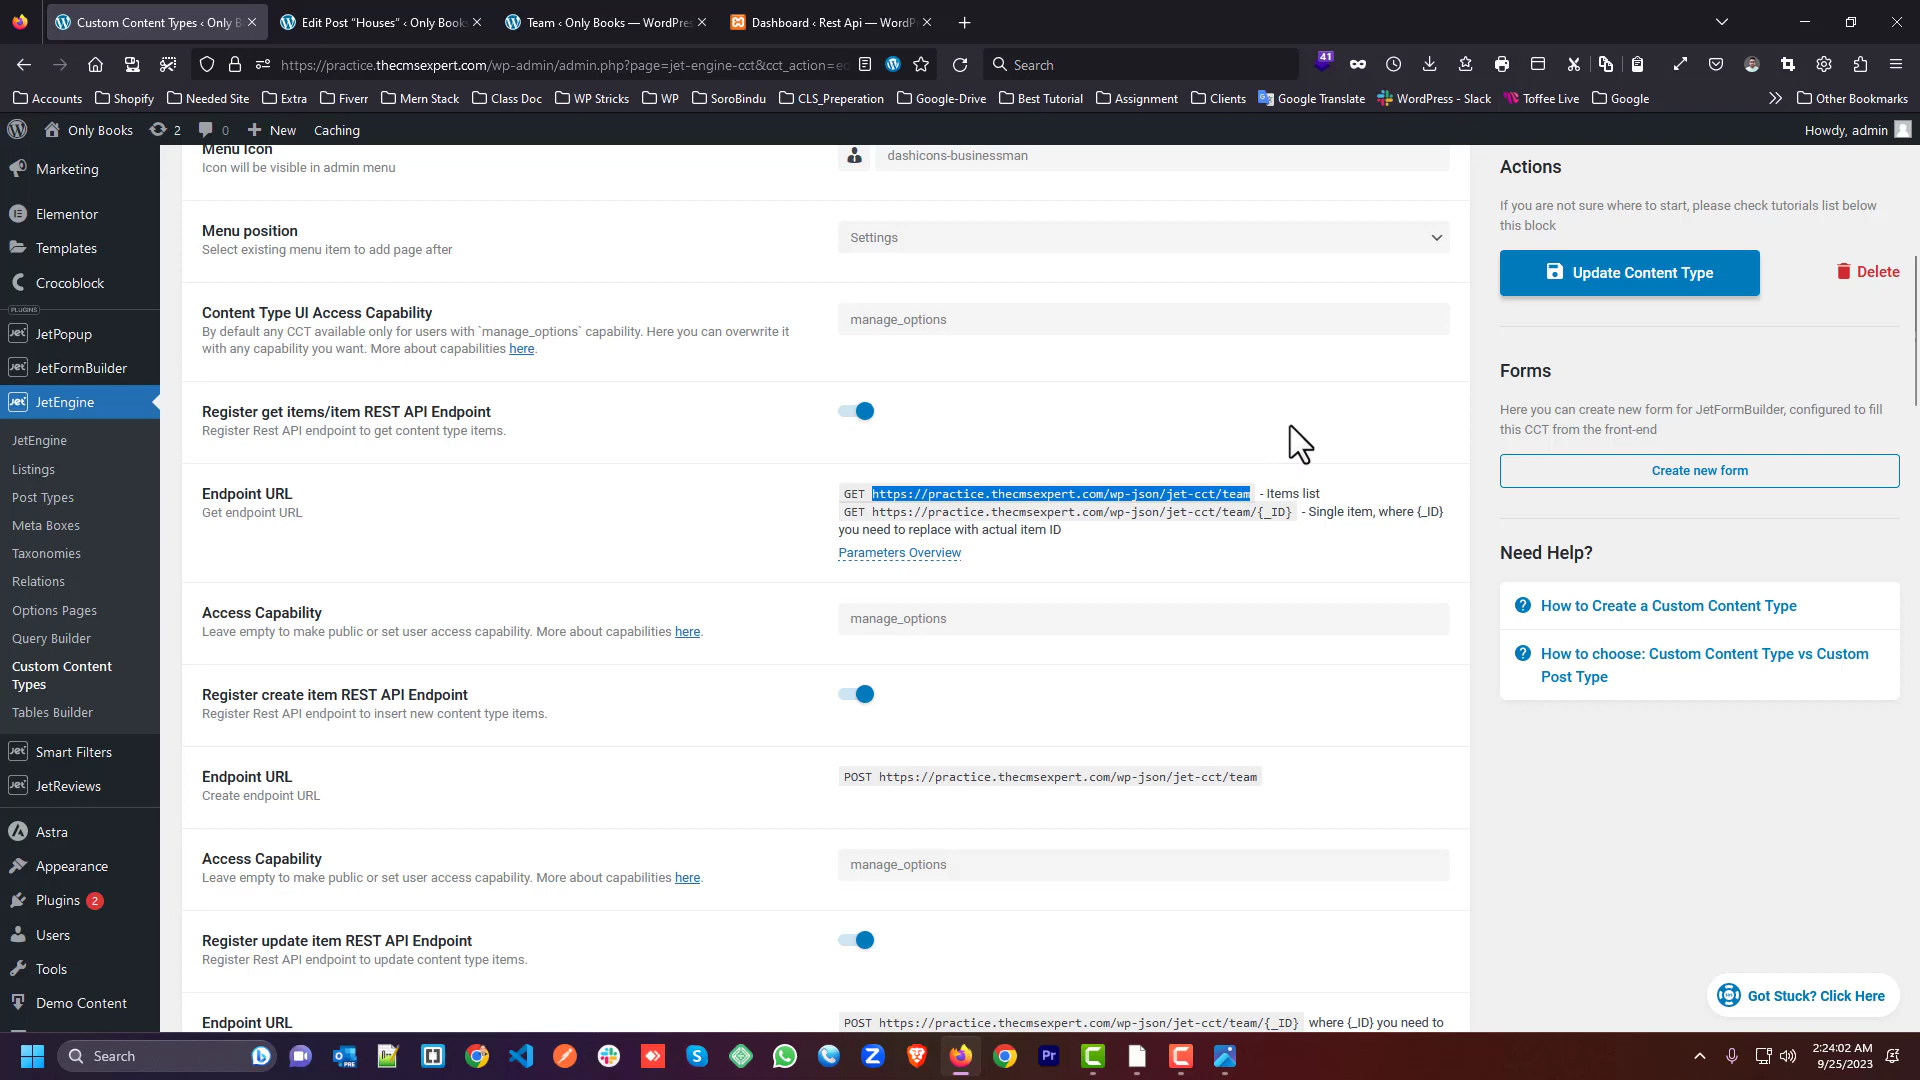 Custom Content Types ‹ Only B
Edit Post “Houses” ‹ Only Books
Team ‹ Only Books — WordPres
Dashboard ‹ Rest Api — WordP
https://practice.thecmsexpert.com/wp-admin/admin.php?page=jet-engine-cct&cct_action=ed
Search
41
Accounts
Shopify
Needed Site
Extra
Fiverr
Mern Stack
Class Doc
WP Stricks
WP
SoroBindu
CLS_Preperation
Google-Drive
Best Tutorial
Assignment
Clients
Google Translate
WordPress - Slack
Toffee Live
Google
Other Bookmarks
Only Books
2
0
New
Caching
Howdy, admin
Marketing
Elementor
Templates
Crocoblock
PLUGINS
JetPopup
JetFormBuilder
JetEngine
JetEngine
Listings
Post Types
Meta Boxes
Taxonomies
Relations
Options Pages
Query Builder
Custom Content
Types
Tables Builder
Smart Filters
JetReviews
Astra
Appearance
Plugins 2
Users
Tools
Demo Content
Menu Icon
Icon will be visible in admin menu
dashicons-businessman
Menu position
Select existing menu item to add page after
Settings
Content Type UI Access Capability
By default any CCT available only for users with `manage_options` capability. Here you can overwrite it
with any capability you want. More about capabilities here.
manage_options
Register get items/item REST API Endpoint
Register Rest API endpoint to get content type items.
Endpoint URL
Get endpoint URL
GET https://practice.thecmsexpert.com/wp-json/jet-cct/team - Items list
GET https://practice.thecmsexpert.com/wp-json/jet-cct/team/{_ID} - Single item, where {_ID}
you need to replace with actual item ID
Parameters Overview
Access Capability
Leave empty to make public or set user access capability. More about capabilities here.
manage_options
Register create item REST API Endpoint
Register Rest API endpoint to insert new content type items.
Endpoint URL
Create endpoint URL
POST https://practice.thecmsexpert.com/wp-json/jet-cct/team
Access Capability
Leave empty to make public or set user access capability. More about capabilities here.
manage_options
Register update item REST API Endpoint
Register Rest API endpoint to update content type items.
Endpoint URL
POST https://practice.thecmsexpert.com/wp-json/jet-cct/team/{_ID} where {_ID} you need to
Actions
If you are not sure where to start, please check tutorials list below
this block
Update Content Type
Delete
Forms
Here you can create new form for JetFormBuilder, configured to fill
this CCT from the front-end
Create new form
Need Help?
How to Create a Custom Content Type
How to choose: Custom Content Type vs Custom
Post Type
Got Stuck? Click Here
Search
2:24:02 AM
9/25/2023